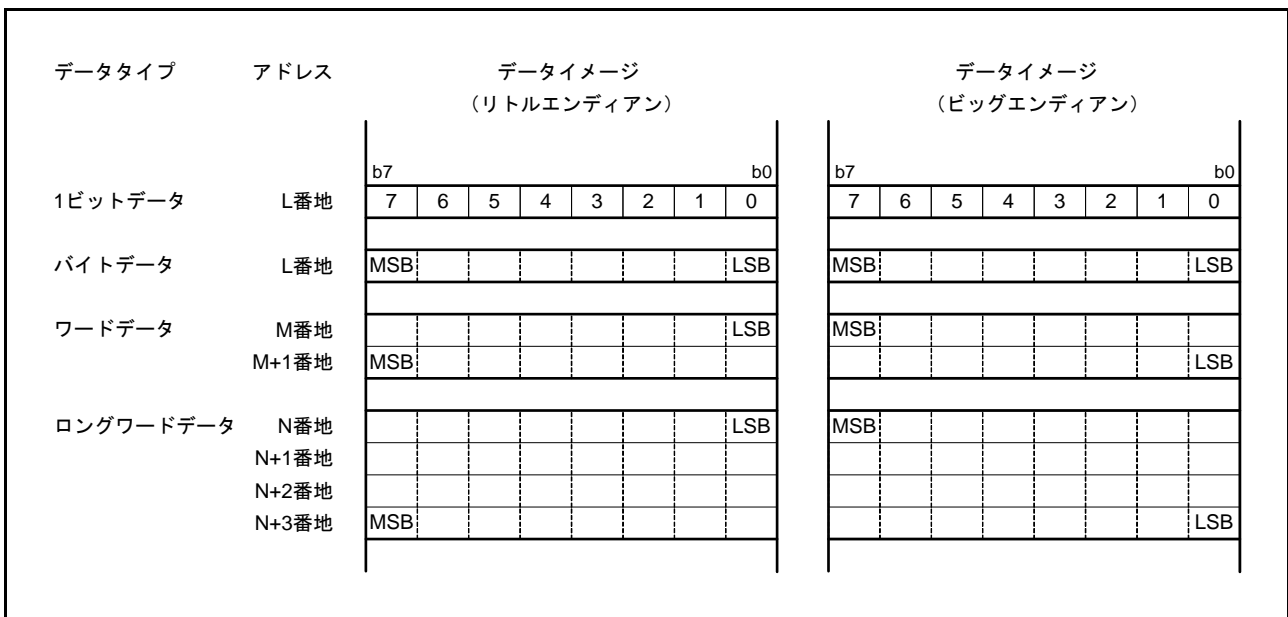 データタイプ アドレス データイメージ データイメージ
(リトルエンディアン) (ビッグエンディアン)
b7 b0 b7 b0
1ビットデータ L番地 7 6 5 4 3 2 1 0 7 6 5 4 3 2 1 0
バイトデータ L番地 MSB LSB MSB LSB
ワードデータ M番地 LSB MSB
M+1番地 MSB LSB
ロングワードデータ N番地 LSB MSB
N+1番地
N+2番地
N+3番地 MSB LSB